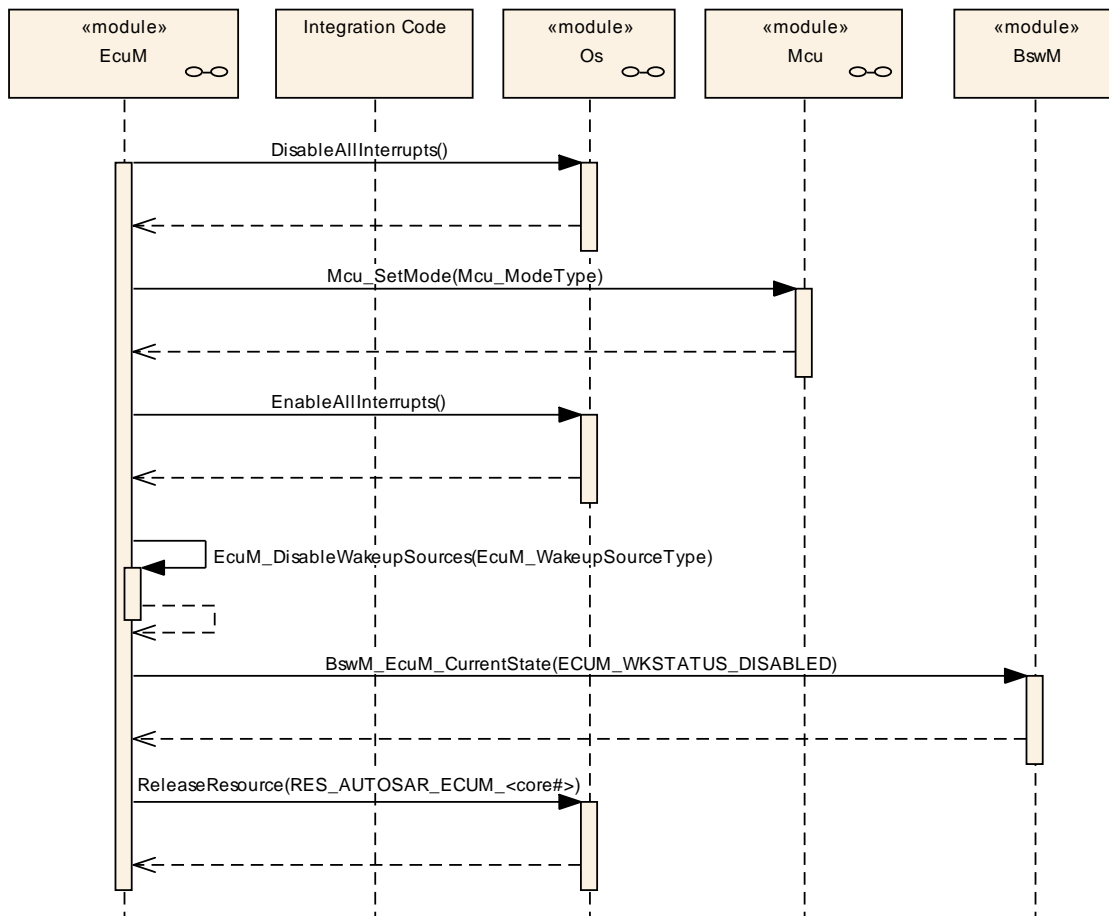 «module»
EcuM
Integration Code
«module»
Os
«module»
Mcu
«module»
BswM
DisableAllInterrupts()
Mcu_SetMode(Mcu_ModeType)
EnableAllInterrupts()
EcuM_DisableWakeupSources(EcuM_WakeupSourceType)
BswM_EcuM_CurrentState(ECUM_WKSTATUS_DISABLED)
ReleaseResource(RES_AUTOSAR_ECUM_<core#>)